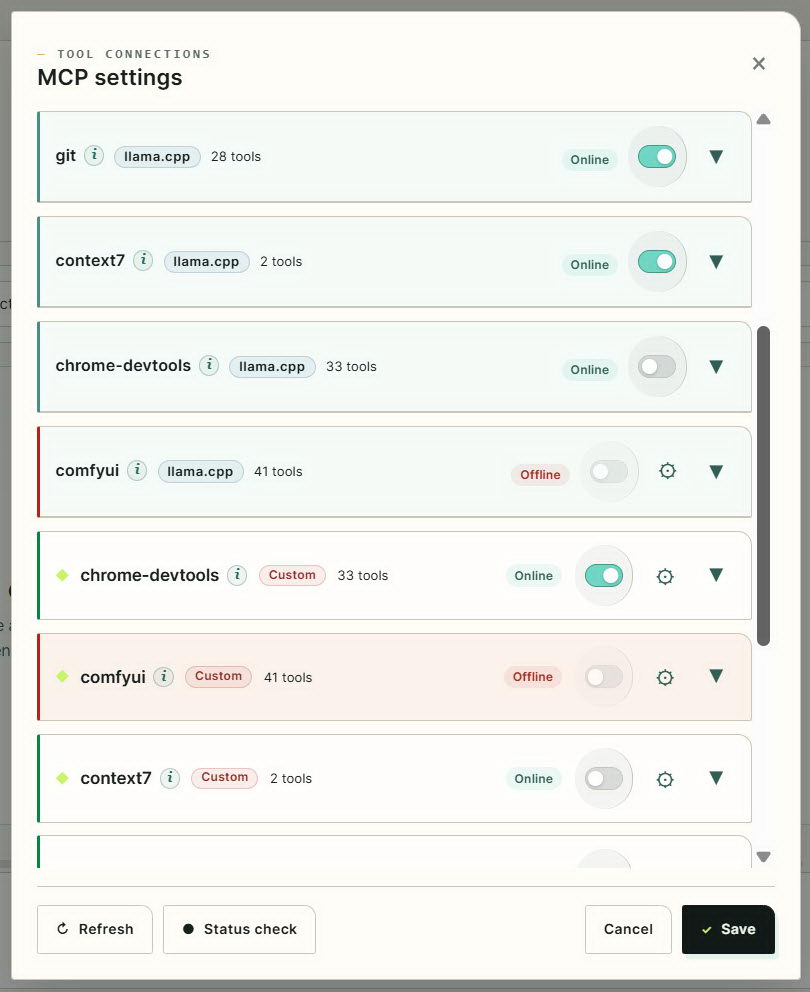 TOOL CONNECTIONS
MCP settings
git i llama.cpp 28 tools Online
context7 i llama.cpp 2 tools Online
chrome-devtools i llama.cpp 33 tools Online
comfyui i llama.cpp 41 tools Offline
chrome-devtools i Custom 33 tools Online
comfyui i Custom 41 tools Offline
context7 i Custom 2 tools Online
Refresh Status check Cancel Save